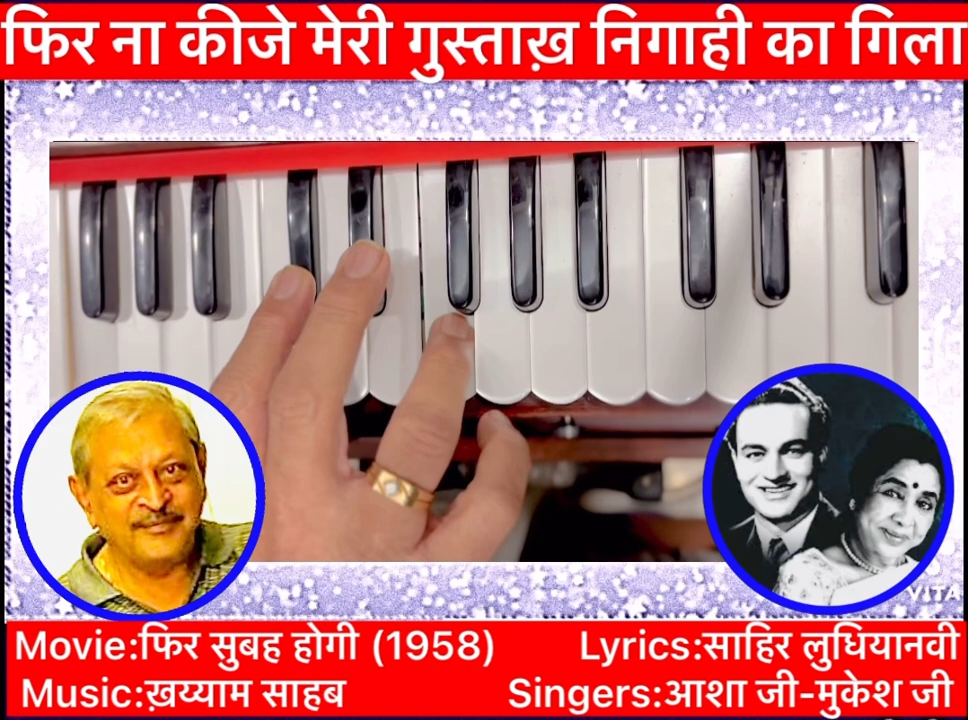 फिर ना कीजे मेरी गुस्ताख़ निगाही का गिला
VITA
Movie:फिर सुबह होगी (1958) Lyrics:साहिर लुधियानवी
Music:ख़य्याम साहब Singers:आशा जी-मुकेश जी